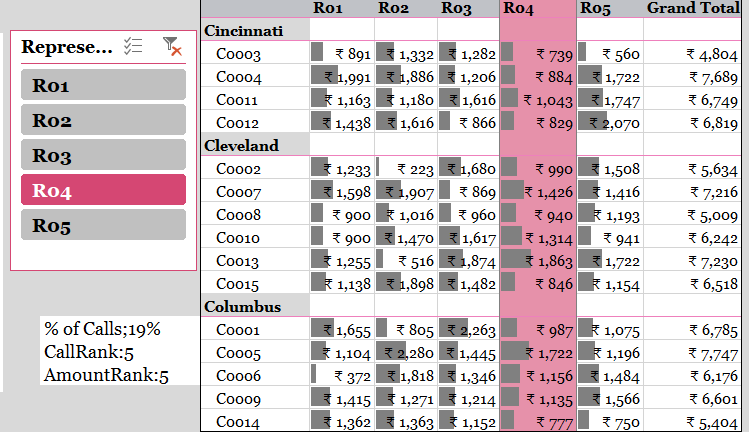 Represe...
R01
R02
R03
R04
R05
% of Calls;19%
CallRank:5
AmountRank:5
R01 R02 R03 R04 R05 Grand Total
Cincinnati
C0003 ₹ 891 ₹ 1,332 ₹ 1,282 ₹ 739 ₹ 560 ₹ 4,804
C0004 ₹ 1,991 ₹ 1,886 ₹ 1,206 ₹ 884 ₹ 1,722 ₹ 7,689
C0011 ₹ 1,163 ₹ 1,180 ₹ 1,616 ₹ 1,043 ₹ 1,747 ₹ 6,749
C0012 ₹ 1,438 ₹ 1,616 ₹ 866 ₹ 829 ₹ 2,070 ₹ 6,819
Cleveland
C0002 ₹ 1,233 ₹ 223 ₹ 1,680 ₹ 990 ₹ 1,508 ₹ 5,634
C0007 ₹ 1,598 ₹ 1,907 ₹ 869 ₹ 1,426 ₹ 1,416 ₹ 7,216
C0008 ₹ 900 ₹ 1,016 ₹ 960 ₹ 940 ₹ 1,193 ₹ 5,009
C0010 ₹ 900 ₹ 1,470 ₹ 1,617 ₹ 1,314 ₹ 941 ₹ 6,242
C0013 ₹ 1,255 ₹ 516 ₹ 1,874 ₹ 1,863 ₹ 1,722 ₹ 7,230
C0015 ₹ 1,138 ₹ 1,898 ₹ 1,482 ₹ 846 ₹ 1,154 ₹ 6,518
Columbus
C0001 ₹ 1,655 ₹ 805 ₹ 2,263 ₹ 987 ₹ 1,075 ₹ 6,785
C0005 ₹ 1,104 ₹ 2,280 ₹ 1,445 ₹ 1,722 ₹ 1,196 ₹ 7,747
C0006 ₹ 372 ₹ 1,818 ₹ 1,346 ₹ 1,156 ₹ 1,484 ₹ 6,176
C0009 ₹ 1,415 ₹ 1,271 ₹ 1,214 ₹ 1,135 ₹ 1,566 ₹ 6,601
C0014 ₹ 1,362 ₹ 1,363 ₹ 1,152 ₹ 777 ₹ 750 ₹ 5,404